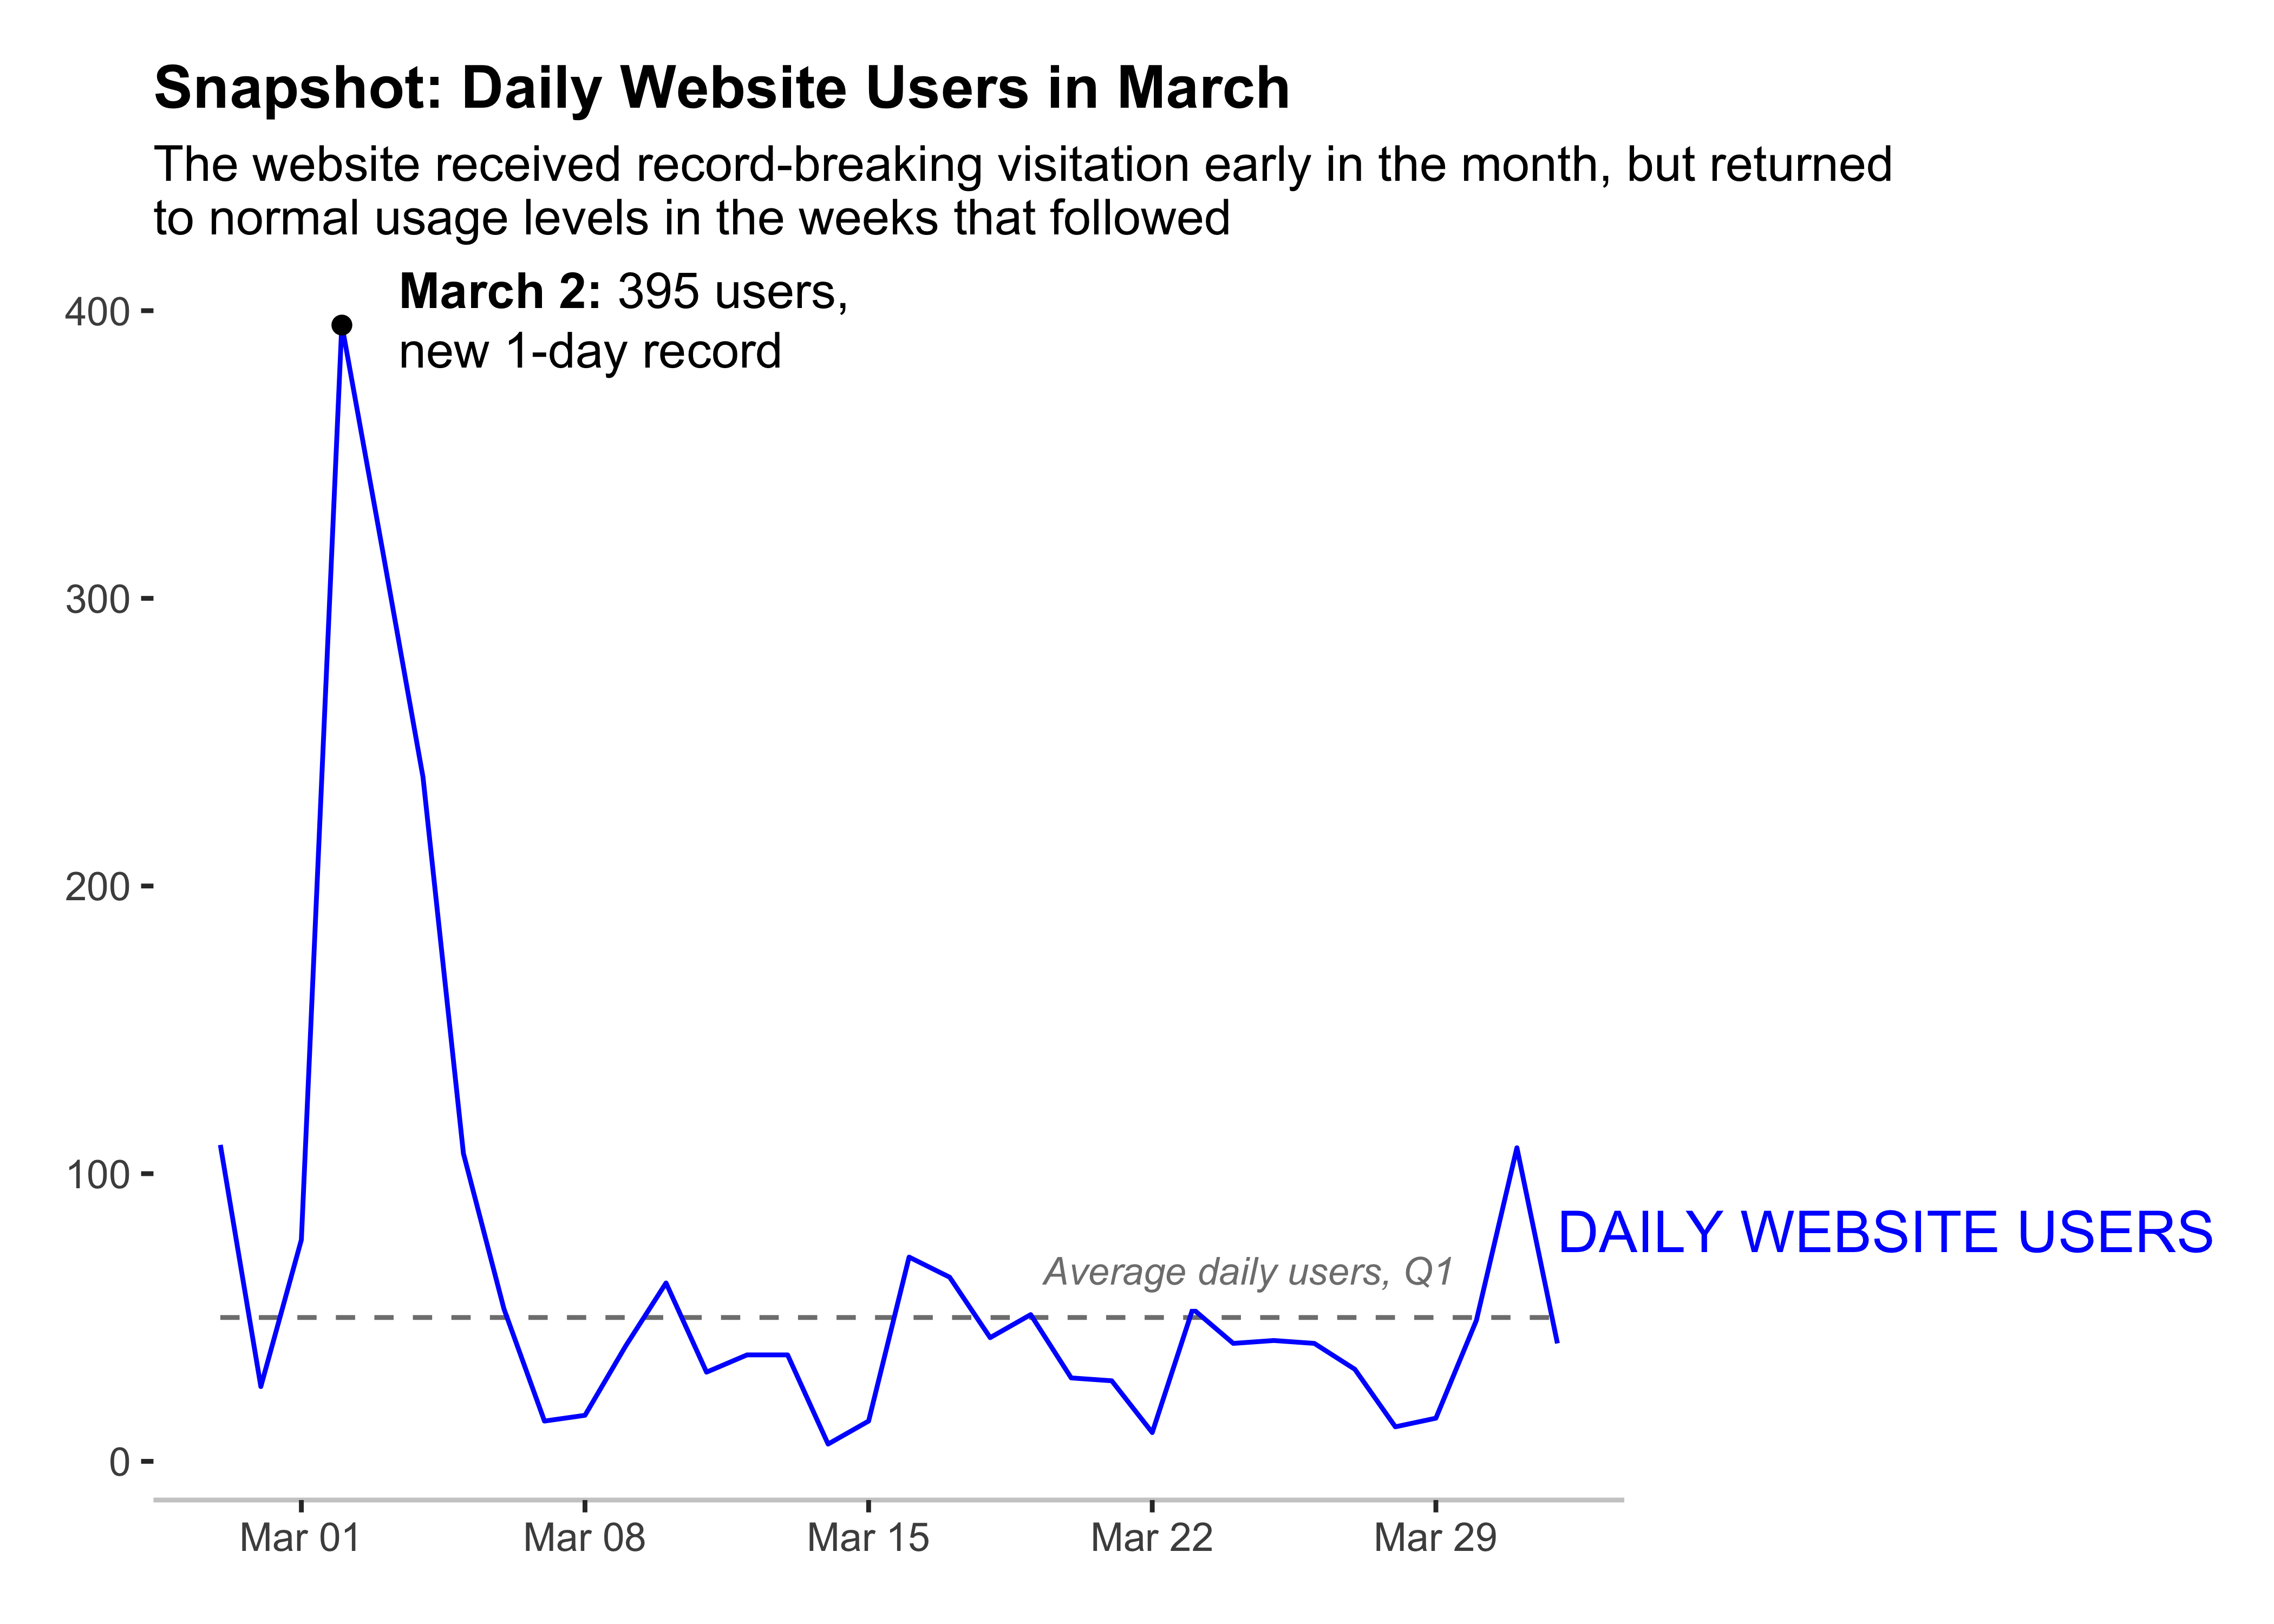 Snapshot: Daily Website Users in March
The website received record-breaking visitation early in the month, but returned
to normal usage levels in the weeks that followed
March 2: 395 users,
new 1-day record
400
300
200
100
0
DAILY WEBSITE USERS
Average daily users, Q1
Mar 01
Mar 08
Mar 15
Mar 22
Mar 29